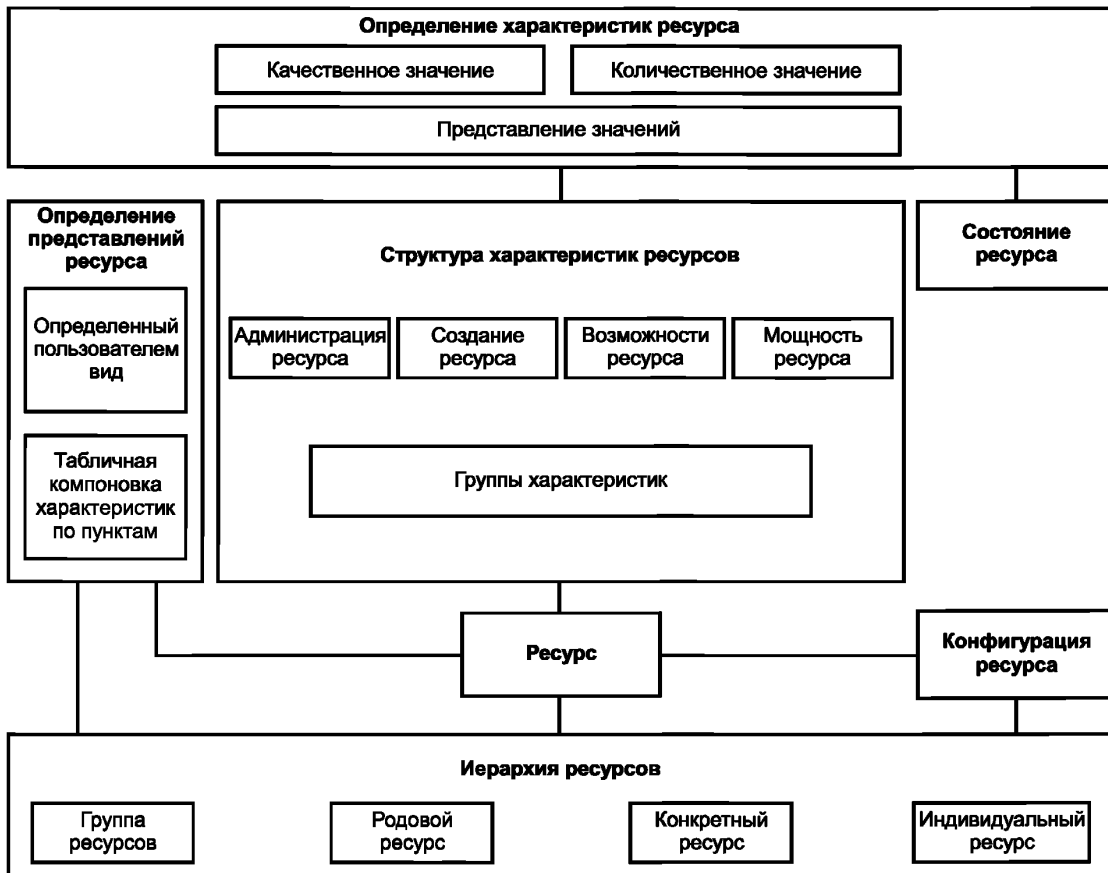 Определение характеристик ресурса
Качественное значение
Количественное значение
Представление значений
Определение
представлений
ресурса
Определенный
пользователем
вид
Табличная
компоновка
характеристик
по пунктам
Структура характеристик ресурсов
Администрация
ресурса
Создание
ресурса
Возможности
ресурса
Мощность
ресурса
Группы характеристик
Состояние
ресурса
Ресурс
Конфигурация
ресурса
Иерархия ресурсов
Группа
ресурсов
Родовой
ресурс
Конкретный
ресурс
Индивидуальный
ресурс